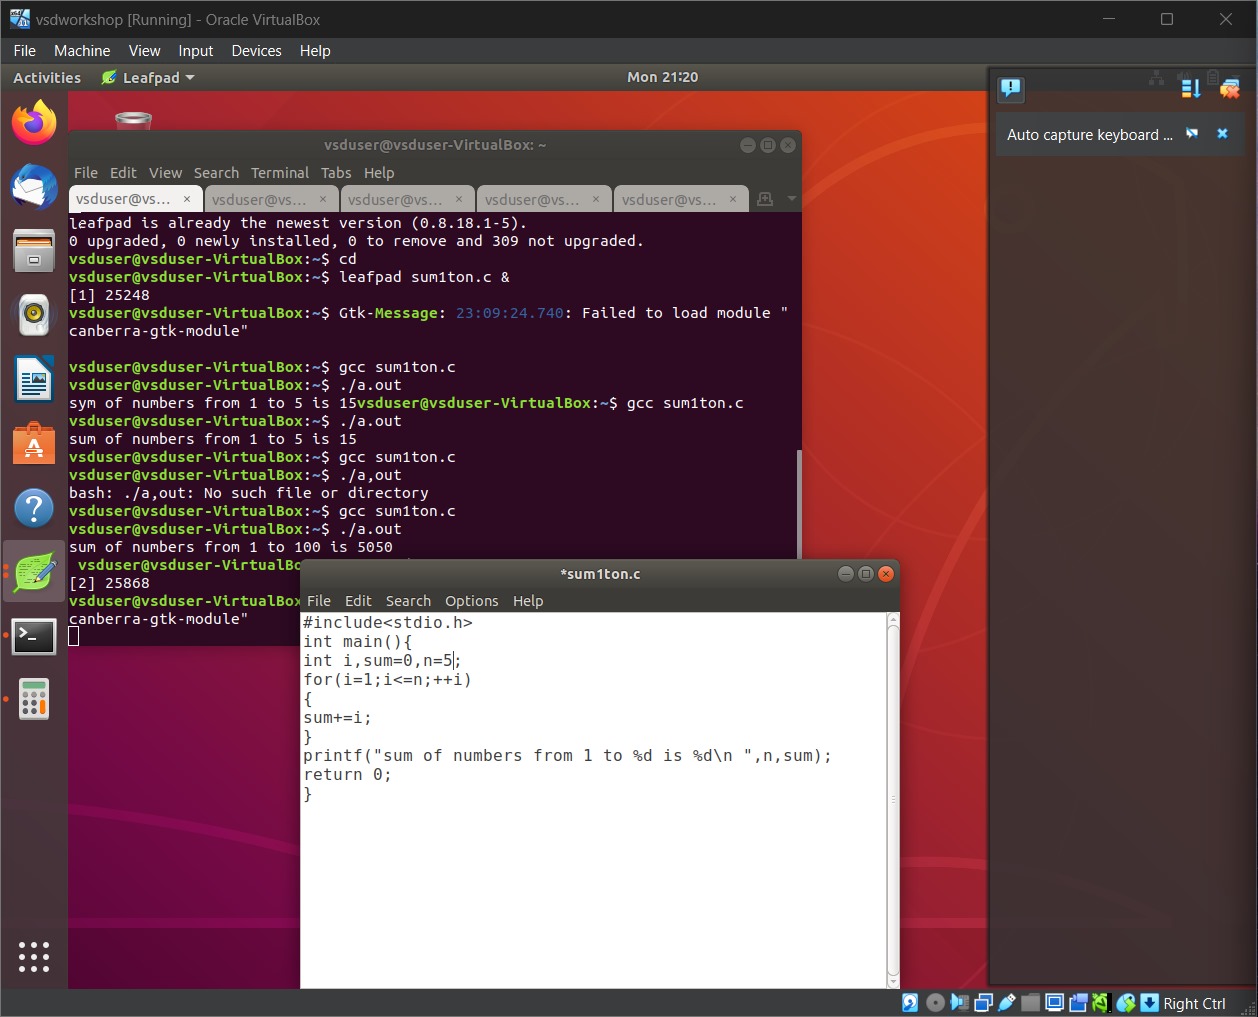 vsdworkshop [Running] - Oracle VirtualBox
File Machine View Input Devices Help
Activities Leafpad Mon 21:20
Auto capture keyboard ...
vsduser@vsduser-VirtualBox: ~
File Edit View Search Terminal Tabs Help
vsduser@vs... × vsduser@vs... × vsduser@vs... × vsduser@vs... × vsduser@vs... ×
leafpad is already the newest version (0.8.18.1-5).
0 upgraded, 0 newly installed, 0 to remove and 309 not upgraded.
vsduser@vsduser-VirtualBox:~$ cd
vsduser@vsduser-VirtualBox:~$ leafpad sum1ton.c &
[1] 25248
vsduser@vsduser-VirtualBox:~$ Gtk-Message: 23:09:24.740: Failed to load module "
canberra-gtk-module"
vsduser@vsduser-VirtualBox:~$ gcc sum1ton.c
vsduser@vsduser-VirtualBox:~$ ./a.out
sym of numbers from 1 to 5 is 15vsduser@vsduser-VirtualBox:~$ gcc sum1ton.c
vsduser@vsduser-VirtualBox:~$ ./a.out
sum of numbers from 1 to 5 is 15
vsduser@vsduser-VirtualBox:~$ gcc sum1ton.c
vsduser@vsduser-VirtualBox:~$ ./a,out
bash: ./a,out: No such file or directory
vsduser@vsduser-VirtualBox:~$ gcc sum1ton.c
vsduser@vsduser-VirtualBox:~$ ./a.out
sum of numbers from 1 to 100 is 5050
vsduser@vsduser-VirtualBo
[2] 25868
vsduser@vsduser-VirtualBox
canberra-gtk-module"
*sum1ton.c
File Edit Search Options Help
#include<stdio.h>
int main(){
int i,sum=0,n=5;
for(i=1;i<=n;++i)
{
sum+=i;
}
printf("sum of numbers from 1 to %d is %d\n ",n,sum);
return 0;
}
Right Ctrl